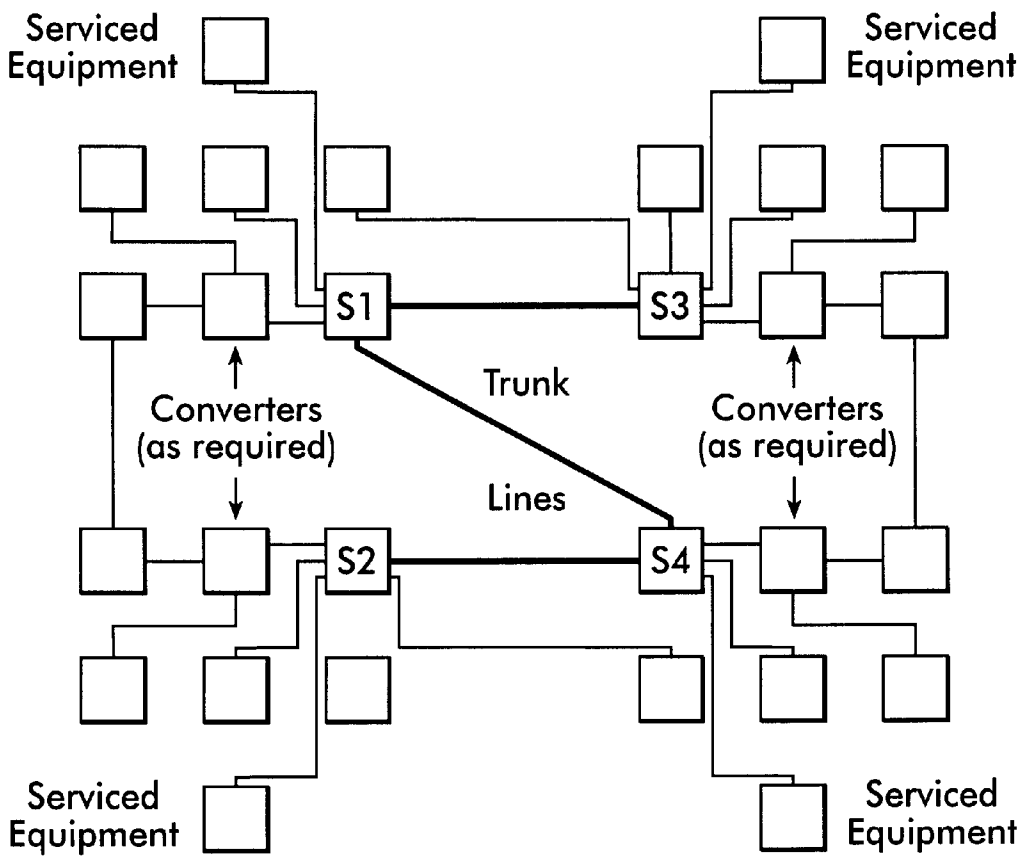 Serviced
Equipment
Serviced
Equipment
S1
S3
Trunk
Converters
(as required)
Converters
(as required)
Lines
S2
S4
Serviced
Equipment
Serviced
Equipment